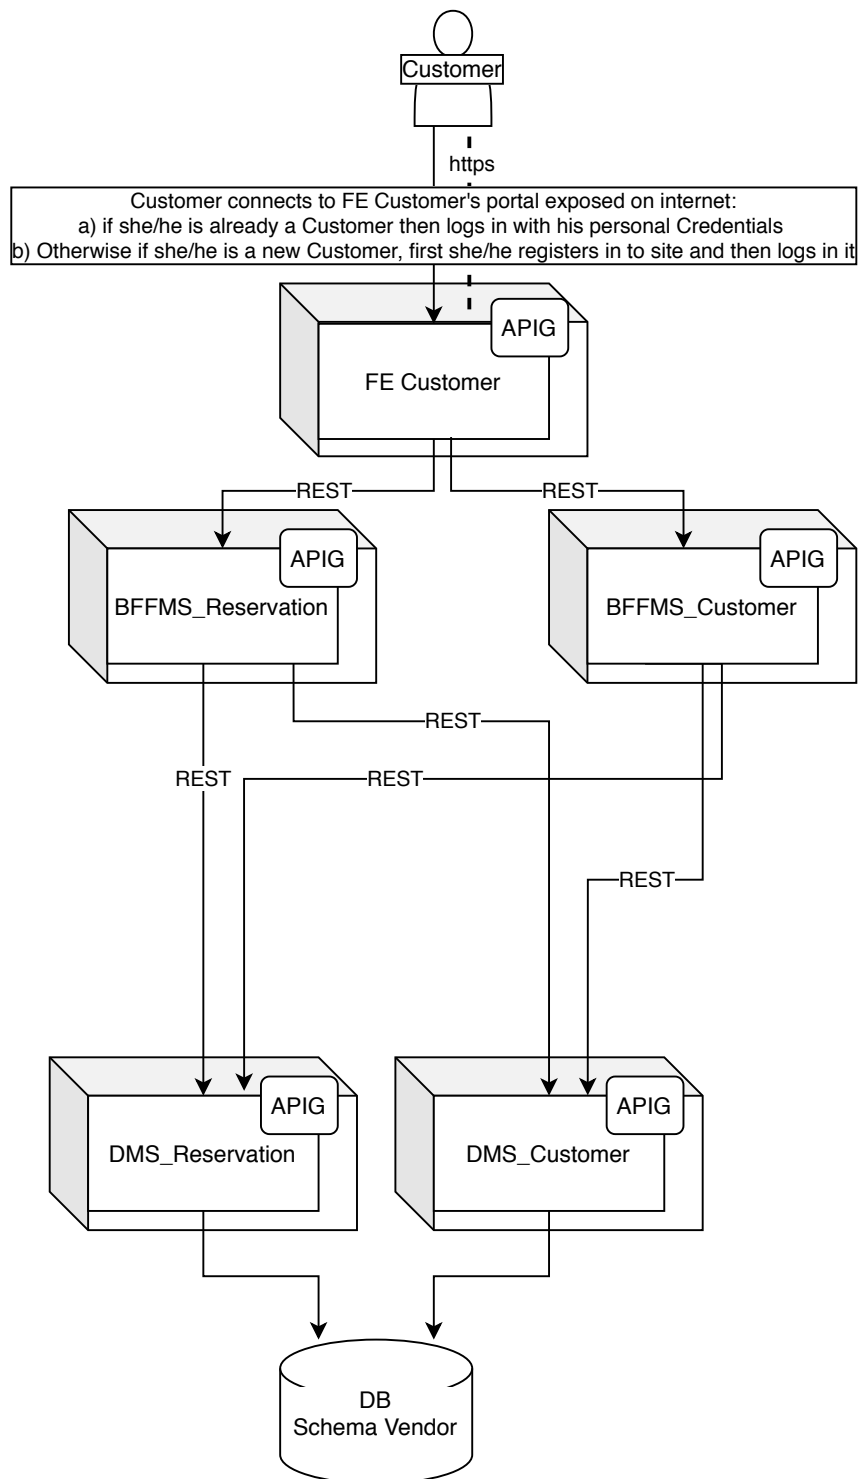 Customer
https
Customer connects to FE Customer's portal exposed on internet:
a) if she/he is already a Customer then logs in with his personal Credentials
b) Otherwise if she/he is a new Customer, first she/he registers in to site and then logs in it
APIG
FE Customer
REST
REST
APIG
BFFMS_Reservation
APIG
BFFMS_Customer
REST
REST
REST
REST
APIG
DMS_Reservation
APIG
DMS_Customer
DB
Schema Vendor